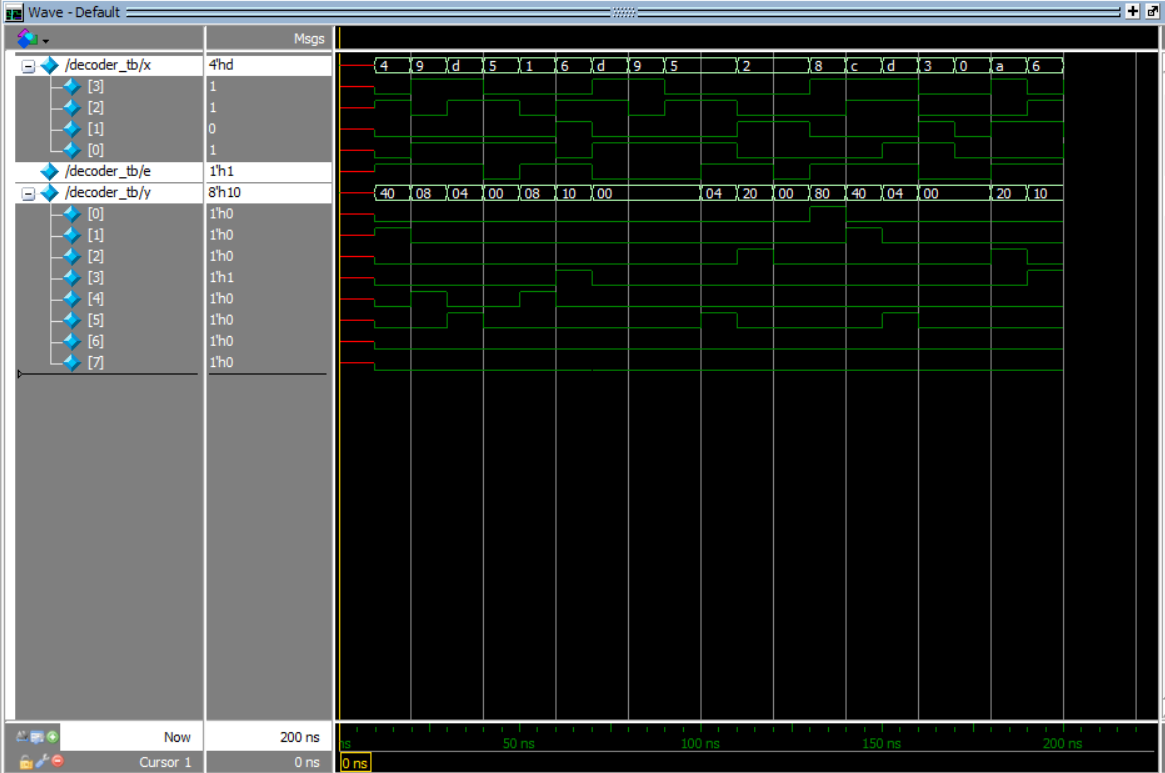 Wave - Default
Msgs
/decoder_tb/x 4'hd 4 9 d 5 1 6 d 9 5 2 8 c d 3 0 a 6
[3] 1
[2] 1
[1] 0
[0] 1
/decoder_tb/e 1'h1
/decoder_tb/y 8'h10 40 08 04 00 08 10 00 04 20 00 80 40 04 00 20 10
[0] 1'h0
[1] 1'h0
[2] 1'h0
[3] 1'h1
[4] 1'h0
[5] 1'h0
[6] 1'h0
[7] 1'h0
Now 200 ns ns 50 ns 100 ns 150 ns 200 ns
Cursor 1 0 ns 0 ns